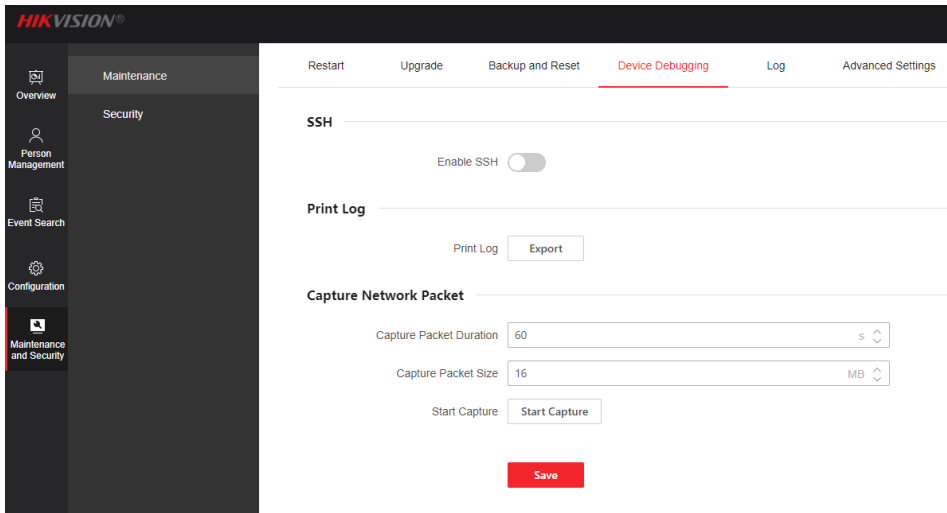 HIKVISION®
Overview
Person
Management
Event Search
Configuration
Maintenance
and Security
Maintenance
Security
Restart Upgrade Backup and Reset Device Debugging Log Advanced Settings
SSH
Enable SSH
Print Log
Print Log Export
Capture Network Packet
Capture Packet Duration 60 s
Capture Packet Size 16 MB
Start Capture Start Capture
Save